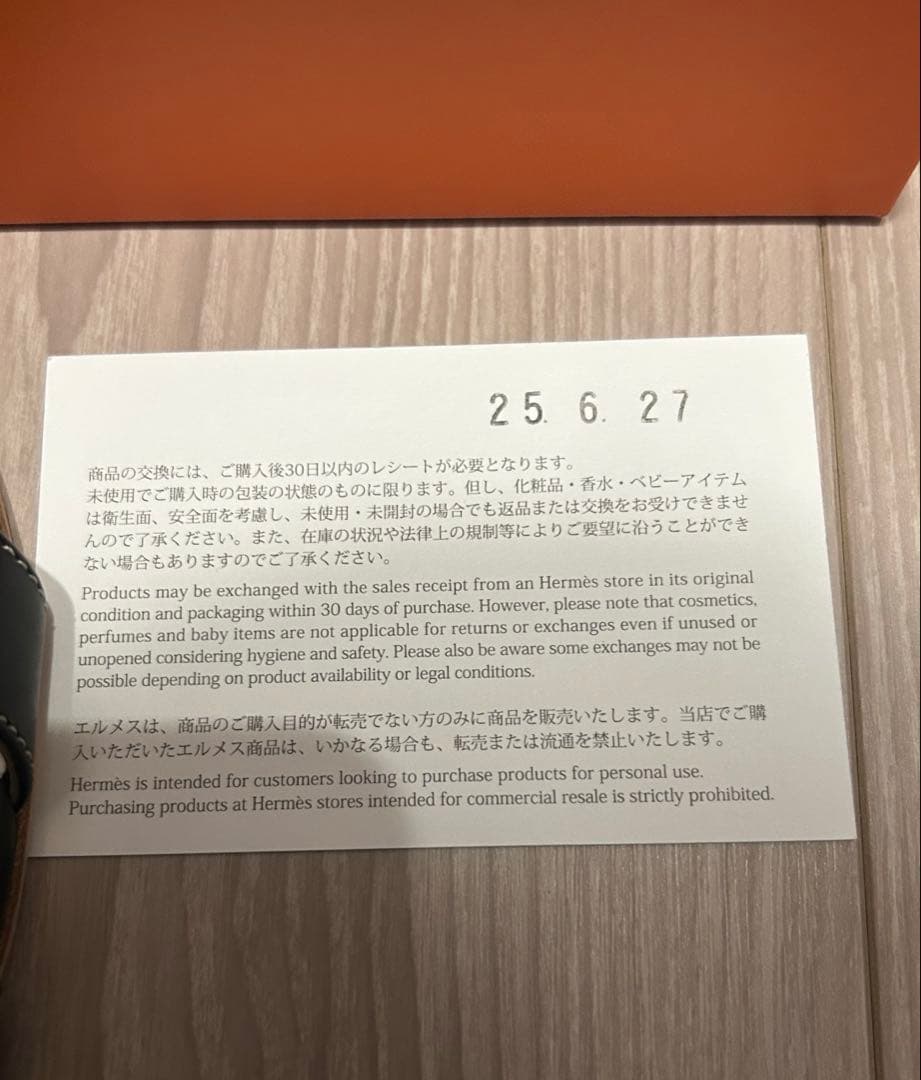 25. 6. 27
商品の交換には、ご購入後30日以内のレシートが必要となります。
未使用でご購入時の包装の状態のものに限ります。但し、化粧品・香水・ベビーアイテム
は衛生面、安全面を考慮し、未使用・未開封の場合でも返品または交換をお受けできませ
んので了承ください。また、在庫の状況や法律上の規制等によりご要望に沿うことができ
ない場合もありますのでご了承ください。
Products may be exchanged with the sales receipt from an Hermès store in its original
condition and packaging within 30 days of purchase. However, please note that cosmetics,
perfumes and baby items are not applicable for returns or exchanges even if unused or
unopened considering hygiene and safety. Please also be aware some exchanges may not be
possible depending on product availability or legal conditions.
エルメスは、商品のご購入目的が転売でない方のみに商品を販売いたします。当店でご購
入いただいたエルメス商品は、いかなる場合も、転売または流通を禁止いたします。
Hermès is intended for customers looking to purchase products for personal use.
Purchasing products at Hermès stores intended for commercial resale is strictly prohibited.